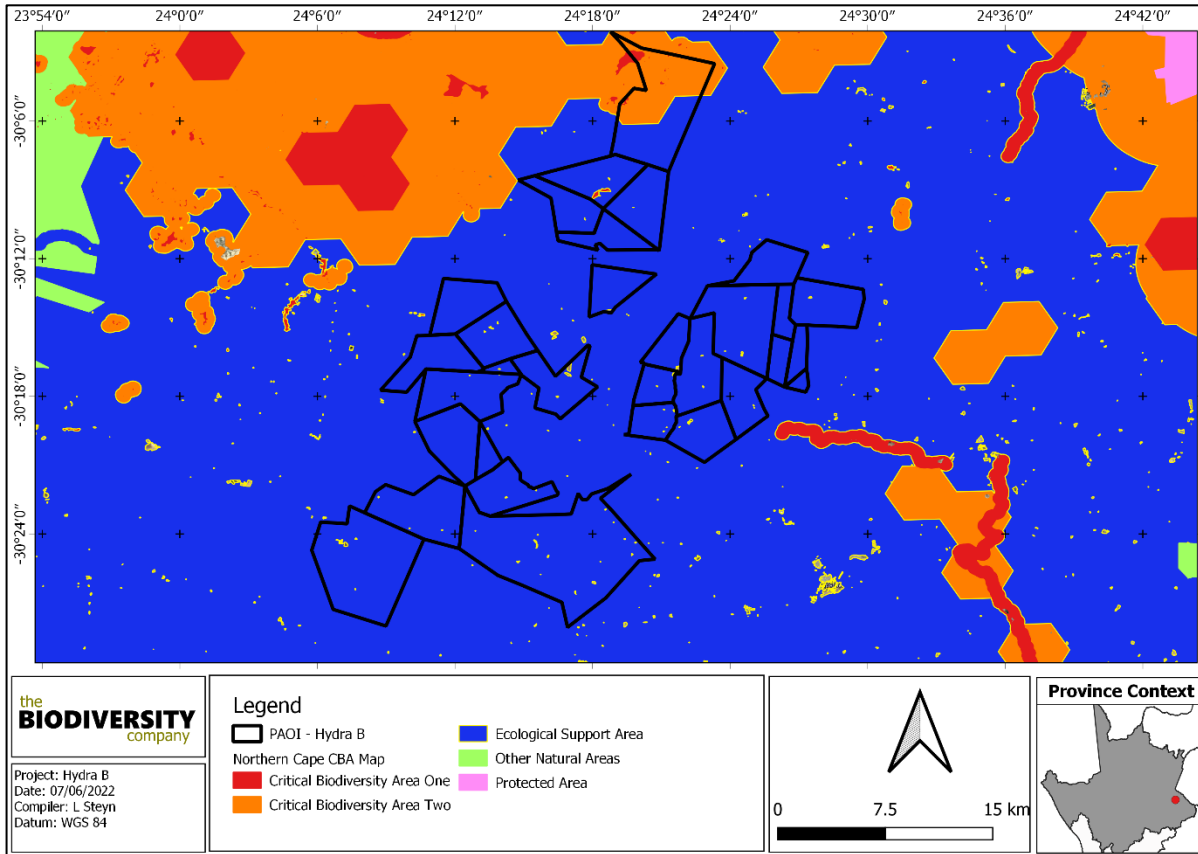 23°54'0" 24°0'0" 24°6'0" 24°12'0" 24°18'0" 24°24'0" 24°30'0" 24°36'0" 24°42'0"
-30°6'0"
-30°12'0"
-30°18'0"
-30°24'0"
the
BIODIVERSITY
company
Project: Hydra B
Date: 07/06/2022
Compiler: L Steyn
Datum: WGS 84
Legend
PAOI - Hydra B
Northern Cape CBA Map
Critical Biodiversity Area One
Critical Biodiversity Area Two
Ecological Support Area
Other Natural Areas
Protected Area
0 7.5 15 km
Province Context